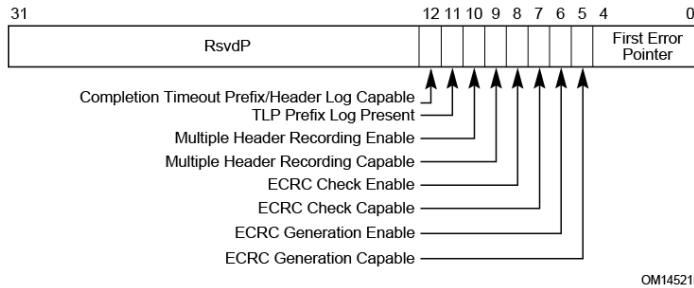 31 12 11 10 9 8 7 6 5 4 0
RsvdP First Error
Pointer
Completion Timeout Prefix/Header Log Capable
TLP Prefix Log Present
Multiple Header Recording Enable
Multiple Header Recording Capable
ECRC Check Enable
ECRC Check Capable
ECRC Generation Enable
ECRC Generation Capable